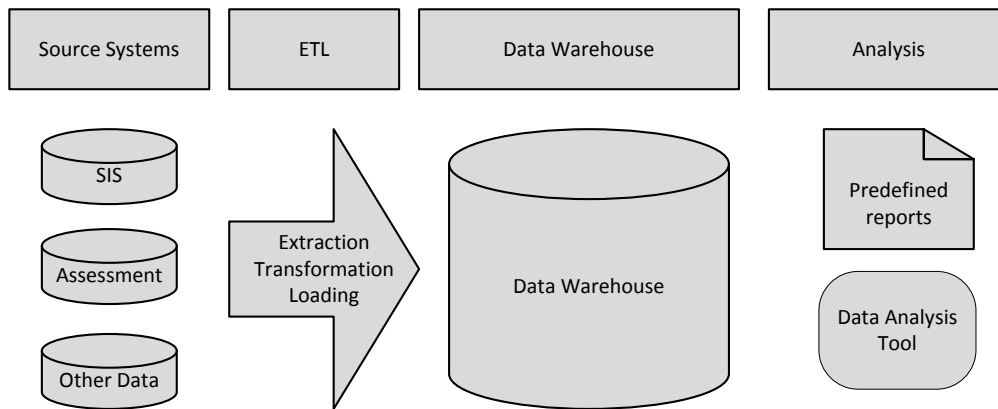 Source Systems
ETL
Data Warehouse
Analysis
SIS
Assessment
Other Data
Extraction
Transformation
Loading
Data Warehouse
Predefined
reports
Data Analysis
Tool